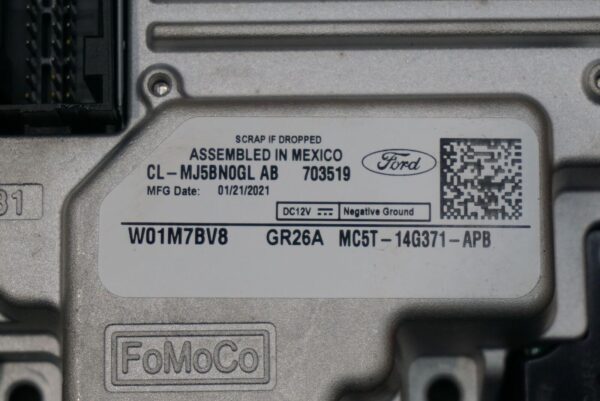 SCRAP IF DROPPED
ASSEMBLED IN MEXICO
CL-MJ5BN0GL AB 703519
Ford
MFG Date: 01/21/2021
DC12V Negative Ground
W01M7BV8 GR26A MC5T-14G371-APB
31
FoMoCo